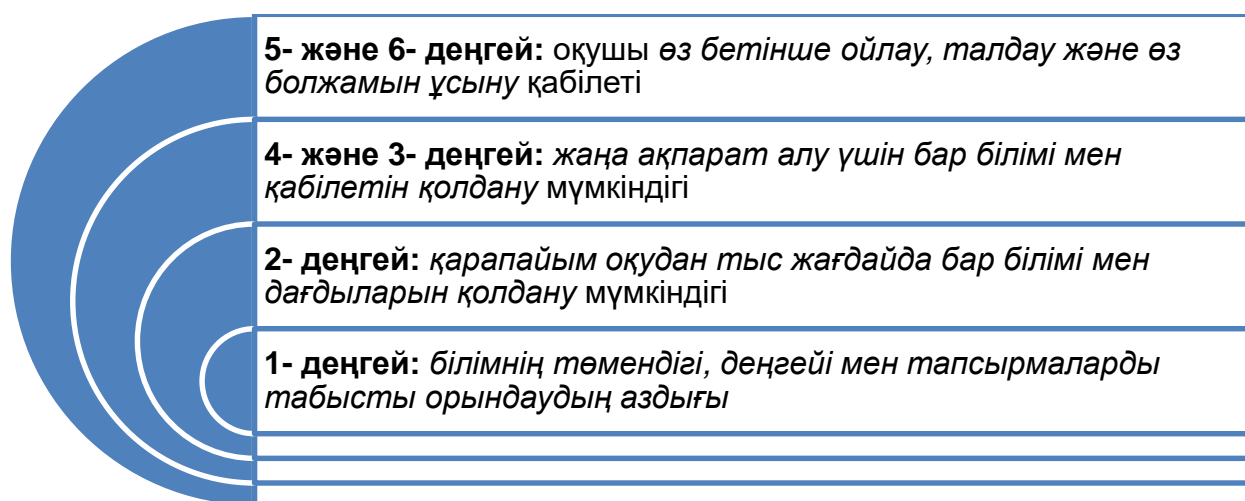 5- және 6- деңгей: оқушы өз бетінше ойлау, талдау және өз
болжамын ұсыну қабілеті
4- және 3- деңгей: жаңа ақпарат алу үшін бар білімі мен
қабілетін қолдану мүмкіндігі
2- деңгей: қарапайым оқудан тыс жағдайда бар білімі мен
дағдыларын қолдану мүмкіндігі
1- деңгей: білімнің төмендігі, деңгейі мен тапсырмаларды
табысты орындаудың аздығы